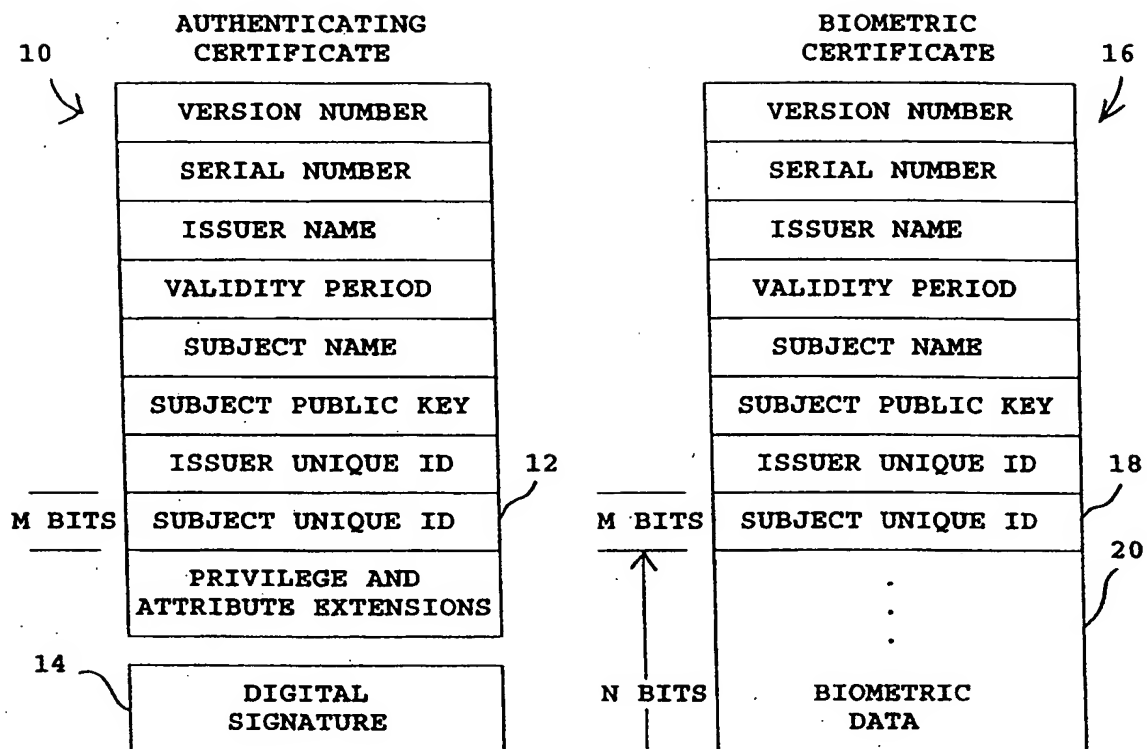 AUTHENTICATING
CERTIFICATE
10
VERSION NUMBER
SERIAL NUMBER
ISSUER NAME
VALIDITY PERIOD
SUBJECT NAME
SUBJECT PUBLIC KEY
ISSUER UNIQUE ID
12
M BITS
SUBJECT UNIQUE ID
PRIVILEGE AND
ATTRIBUTE EXTENSIONS
14
DIGITAL
SIGNATURE
BIOMETRIC
CERTIFICATE
16
VERSION NUMBER
SERIAL NUMBER
ISSUER NAME
VALIDITY PERIOD
SUBJECT NAME
SUBJECT PUBLIC KEY
ISSUER UNIQUE ID
18
M BITS
SUBJECT UNIQUE ID
20
N BITS
BIOMETRIC
DATA